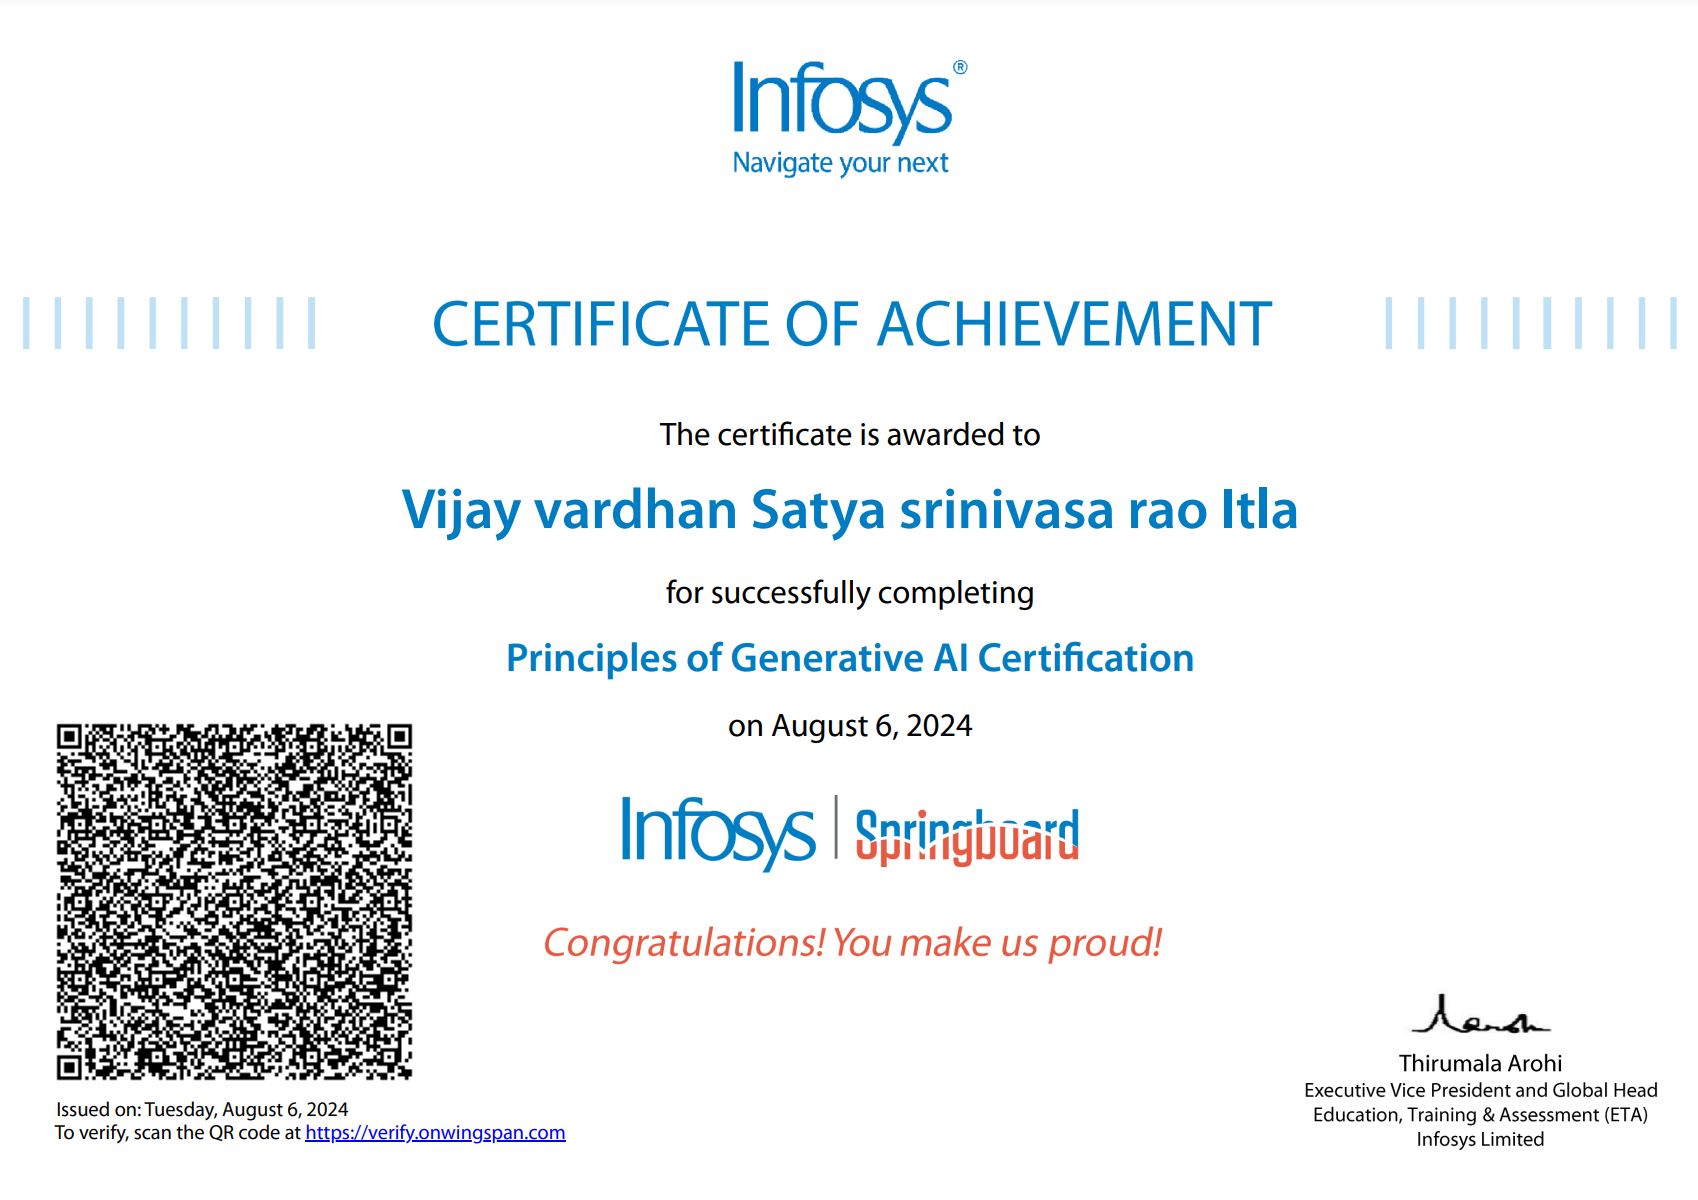 Infosys®
Navigate your next
CERTIFICATE OF ACHIEVEMENT
The certificate is awarded to
Vijay vardhan Satya srinivasa rao Itla
for successfully completing
Principles of Generative AI Certification
on August 6, 2024
Infosys | Springboard
Congratulations! You make us proud!
Issued on: Tuesday, August 6, 2024
To verify, scan the QR code at https://verify.onwingspan.com
Thirumala Arohi
Executive Vice President and Global Head
Education, Training & Assessment (ETA)
Infosys Limited